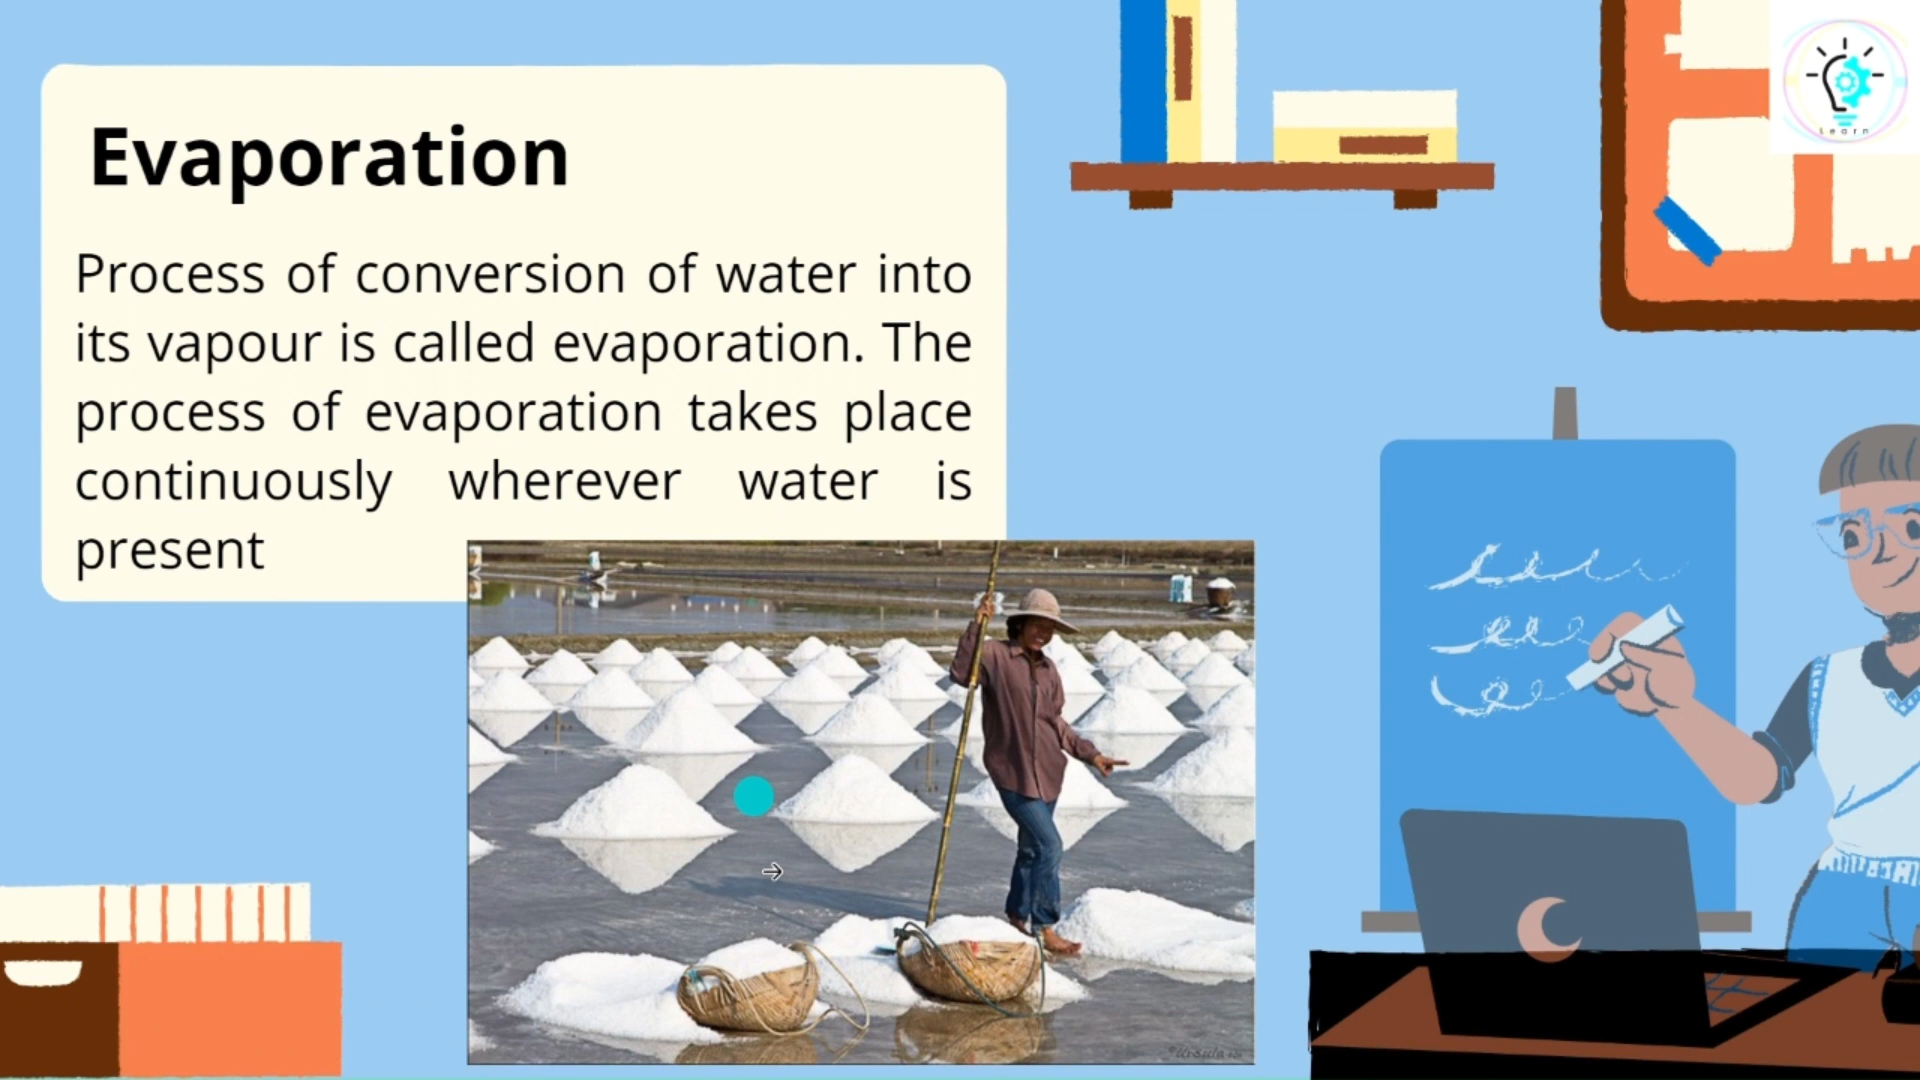 Learn
Evaporation
Process of conversion of water into
its vapour is called evaporation. The
process of evaporation takes place
continuously wherever water is
present